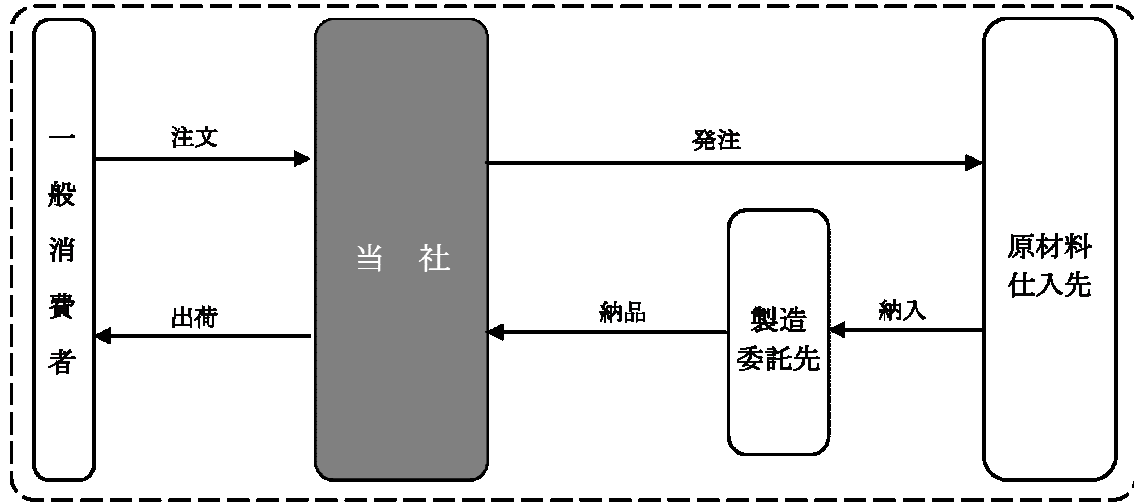 一般消費者
注文
出荷
当 社
発注
納品
製造
委託先
納入
原材料
仕入先